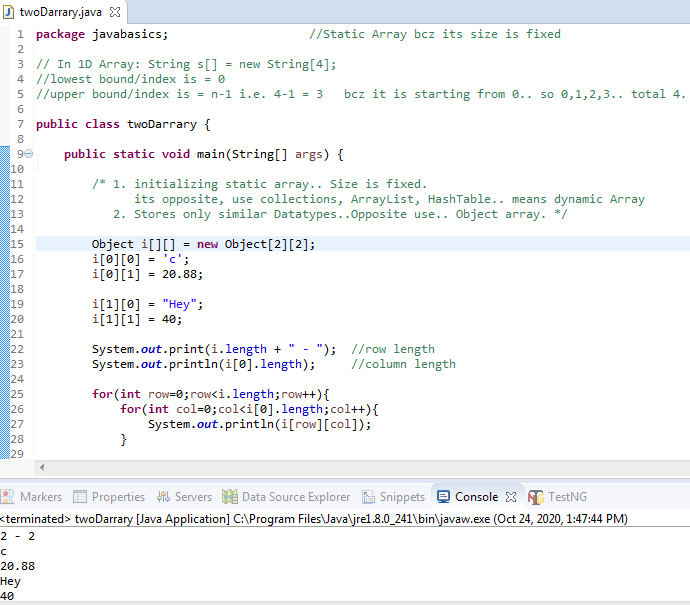 twoDarrary.java
1 package javabasics;                    //Static Array bcz its size is fixed
2
3 // In 1D Array: String s[] = new String[4];
4 //lowest bound/index is = 0
5 //upper bound/index is = n-1 i.e. 4-1 = 3   bcz it is starting from 0.. so 0,1,2,3.. total 4.
6
7 public class twoDarrary {
8
9     public static void main(String[] args) {
10
11         /* 1. initializing static array.. Size is fixed.
12               its opposite, use collections, ArrayList, HashTable.. means dynamic Array
13            2. Stores only similar Datatypes..Opposite use.. Object array. */
14
15         Object i[][] = new Object[2][2];
16         i[0][0] = 'c';
17         i[0][1] = 20.88;
18
19         i[1][0] = "Hey";
20         i[1][1] = 40;
21
22         System.out.print(i.length + " - ");  //row length
23         System.out.println(i[0].length);     //column length
24
25         for(int row=0;row<i.length;row++){
26             for(int col=0;col<i[0].length;col++){
27                 System.out.println(i[row][col]);
28             }
29
Markers Properties Servers Data Source Explorer Snippets Console TestNG
<terminated> twoDarrary [Java Application] C:\Program Files\Java\jre1.8.0_241\bin\javaw.exe (Oct 24, 2020, 1:47:44 PM)
2 - 2
c
20.88
Hey
40